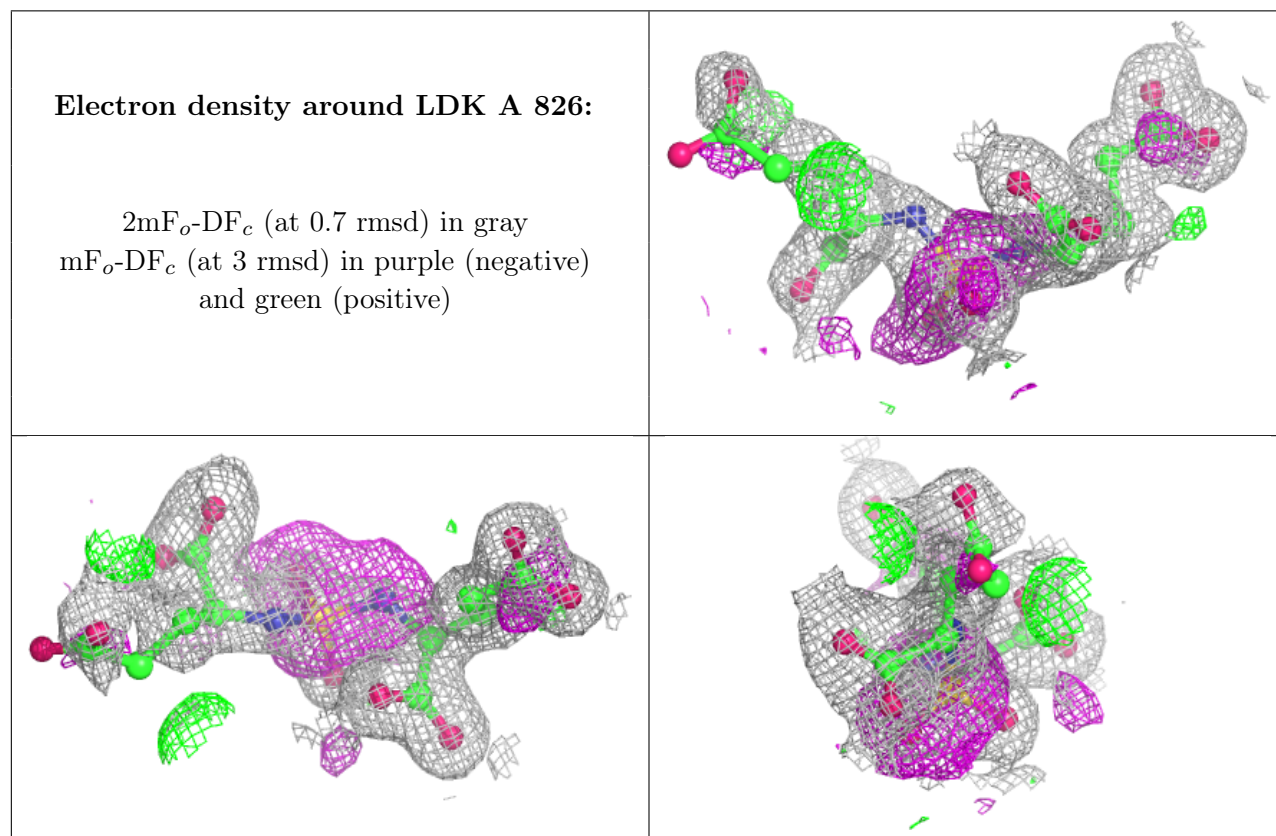 Electron density around LDK A 826:
2mFo-DFc (at 0.7 rmsd) in gray
mFo-DFc (at 3 rmsd) in purple (negative)
and green (positive)